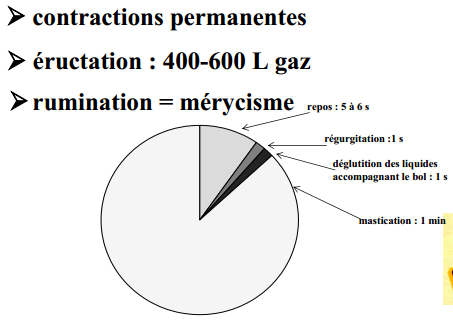 ➢ contractions permanentes
➢ éructation : 400-600 L gaz
➢ rumination = mérycisme
repos : 5 à 6 s
régurgitation :1 s
déglutition des liquides
accompagnant le bol : 1 s
mastication : 1 min